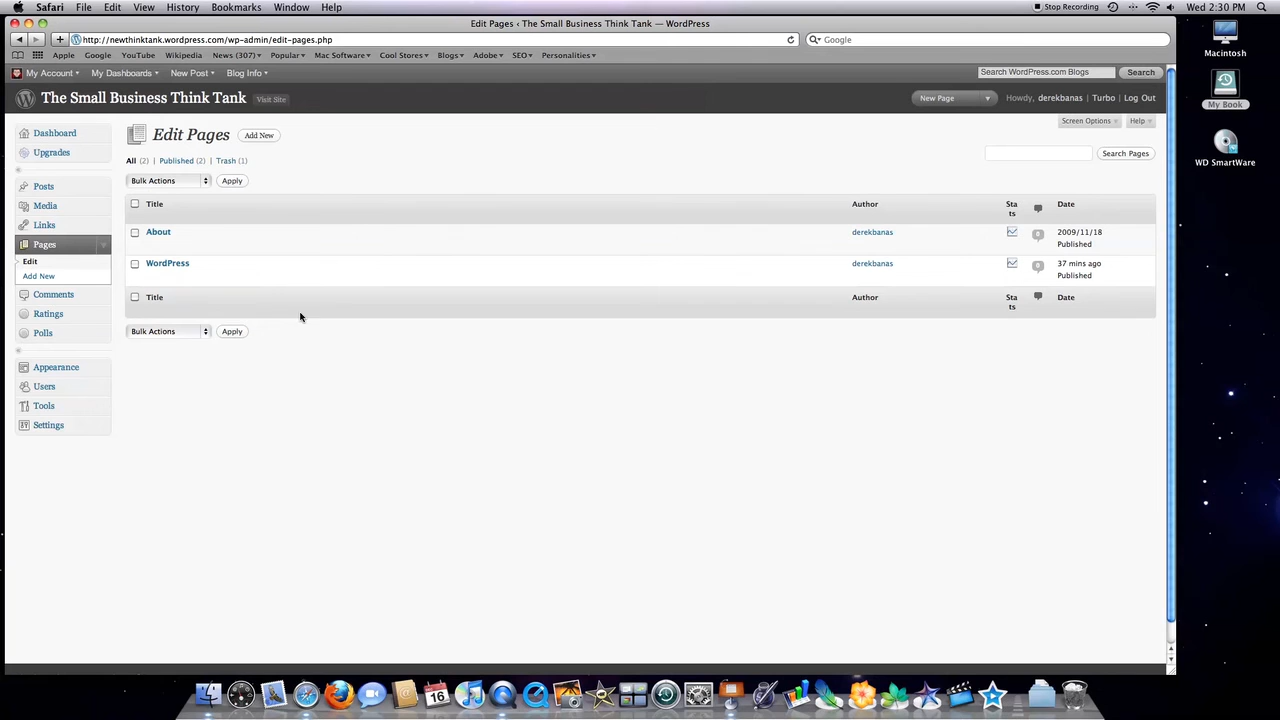 Safari File Edit View History Bookmarks Window Help Stop Recording Wed 2:30 PM
Edit Pages ‹ The Small Business Think Tank — WordPress
http://newthinktank.wordpress.com/wp-admin/edit-pages.php Google
Apple Google YouTube Wikipedia News (307) Popular Mac Software Cool Stores Blogs Adobe SEO Personalities
Macintosh
My Account My Dashboards New Post Blog Info Search WordPress.com Blogs Search
The Small Business Think Tank Visit Site New Page Howdy, derekbanas | Turbo | Log Out
My Book
Screen Options Help
Dashboard
Edit Pages Add New
Upgrades
Search Pages
WD SmartWare
All (2) | Published (2) | Trash (1)
Bulk Actions Apply
Posts
Media
Title Author Sta ts Date
Links
About derekbanas 0 2009/11/18
Published
Pages
Edit
WordPress derekbanas 0 37 mins ago
Published
Add New
Comments
Title Author Sta ts Date
Ratings
Polls
Bulk Actions Apply
Appearance
Users
Tools
Settings
16